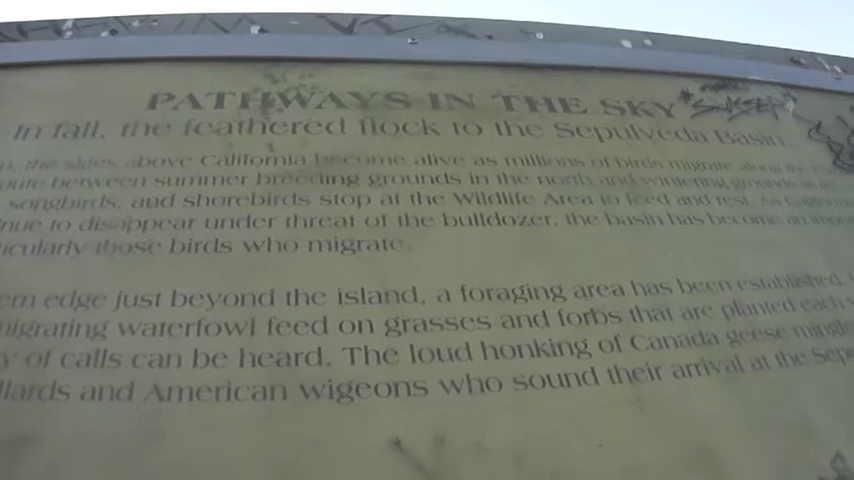 PATHWAYS IN THE SKY
In fall, the feathered flock to the Sepulveda Basin.
the skies above California become alive as millions of birds migrate along the
between summer breeding grounds in the north and wintering grounds
songbirds, and shorebirds stop at the Wildlife Area to feed and rest. As
to disappear under threat of the bulldozer, the basin has become an
those birds who migrate.
edge just beyond the island, a foraging area has been established.
migrating waterfowl feed on grasses and forbs that are planted each
of calls can be heard. The loud honking of Canada geese
and American wigeons who sound their arrival at the